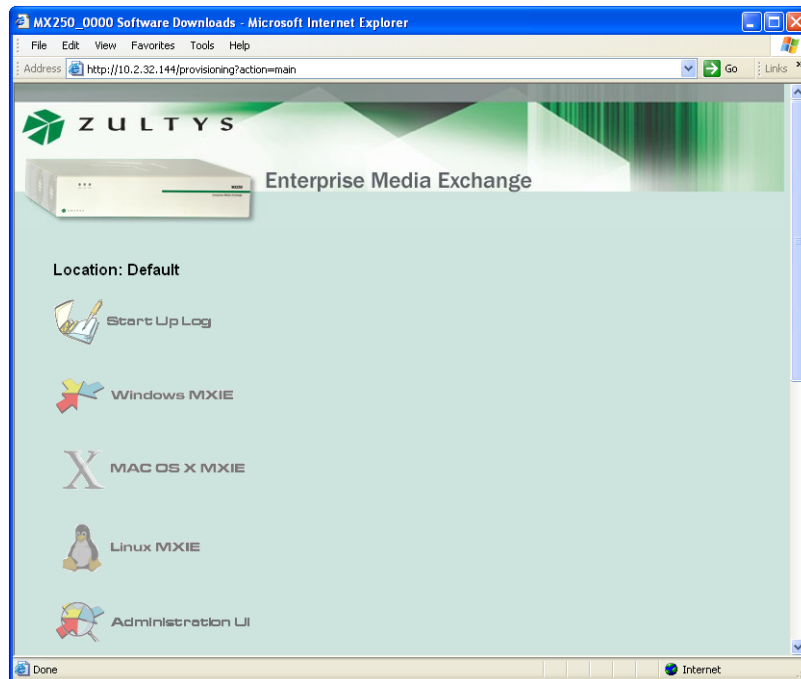 MX250_0000 Software Downloads - Microsoft Internet Explorer
File Edit View Favorites Tools Help
Address http://10.2.32.144/provisioning?action=main Go Links »
ZULTYS
Enterprise Media Exchange
Location: Default
Start Up Log
Windows MXIE
MAC OS X MXIE
Linux MXIE
Administration UI
Done Internet